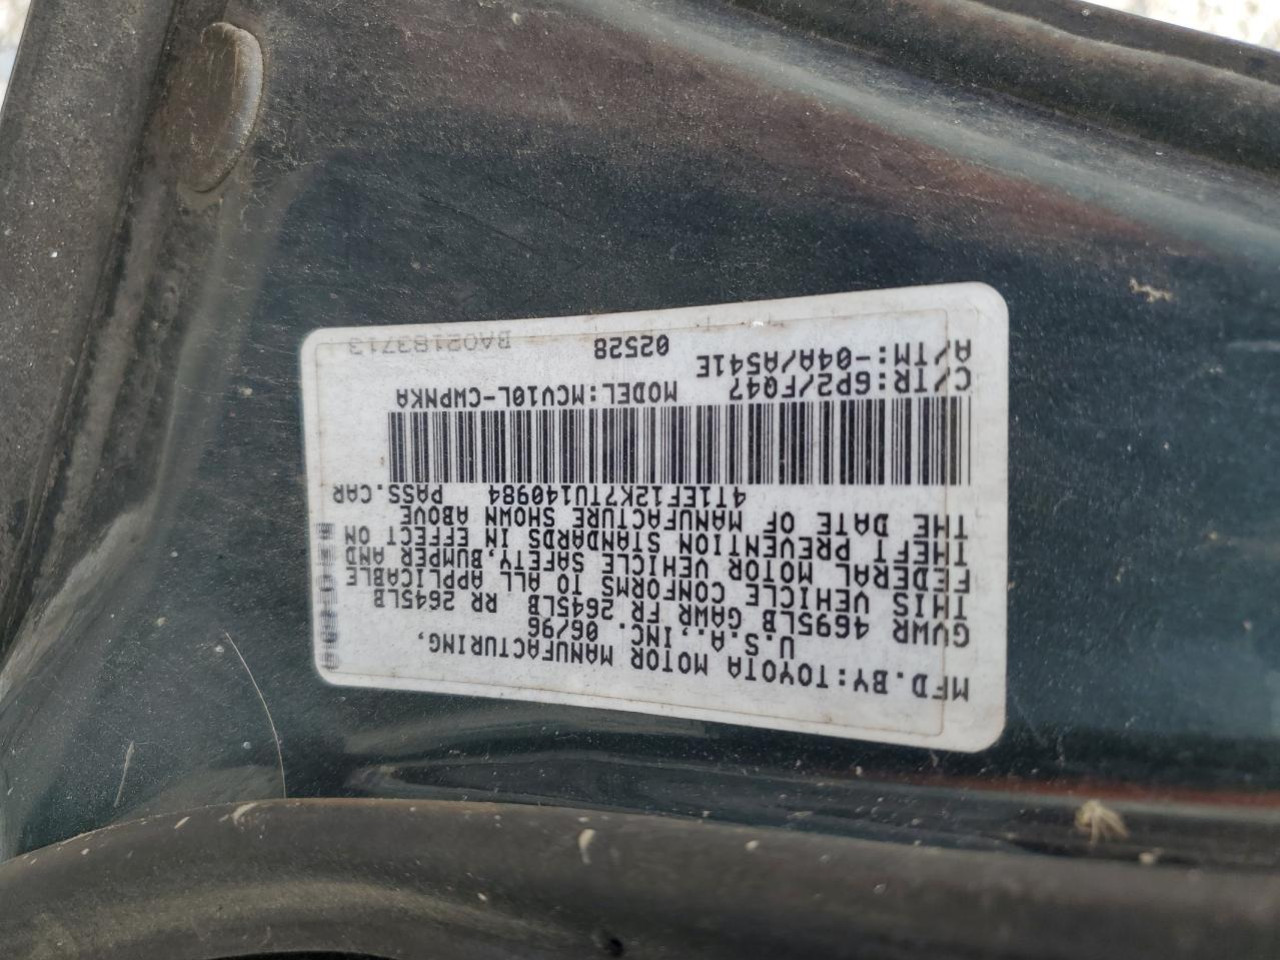 MFD.BY:TOYOTA MOTOR MANUFACTURING,
U.S.A.,INC. 06/96
GVWR 4695LB GAWR FR. 2645LB RR 2645LB
THIS VEHICLE CONFORMS TO ALL APPLICABLE
FEDERAL MOTOR VEHICLE SAFETY,BUMPER AND
THEFT PREVENTION STANDARDS IN EFFECT ON
THE DATE OF MANUFACTURE SHOWN ABOVE
4T1EF12K7TU140984 PASS.CAR
C/TR:6P2/FQ47 MODEL:MCV10L-CWPNKA
A/TM:-04A/A541E
02528 BA02183713